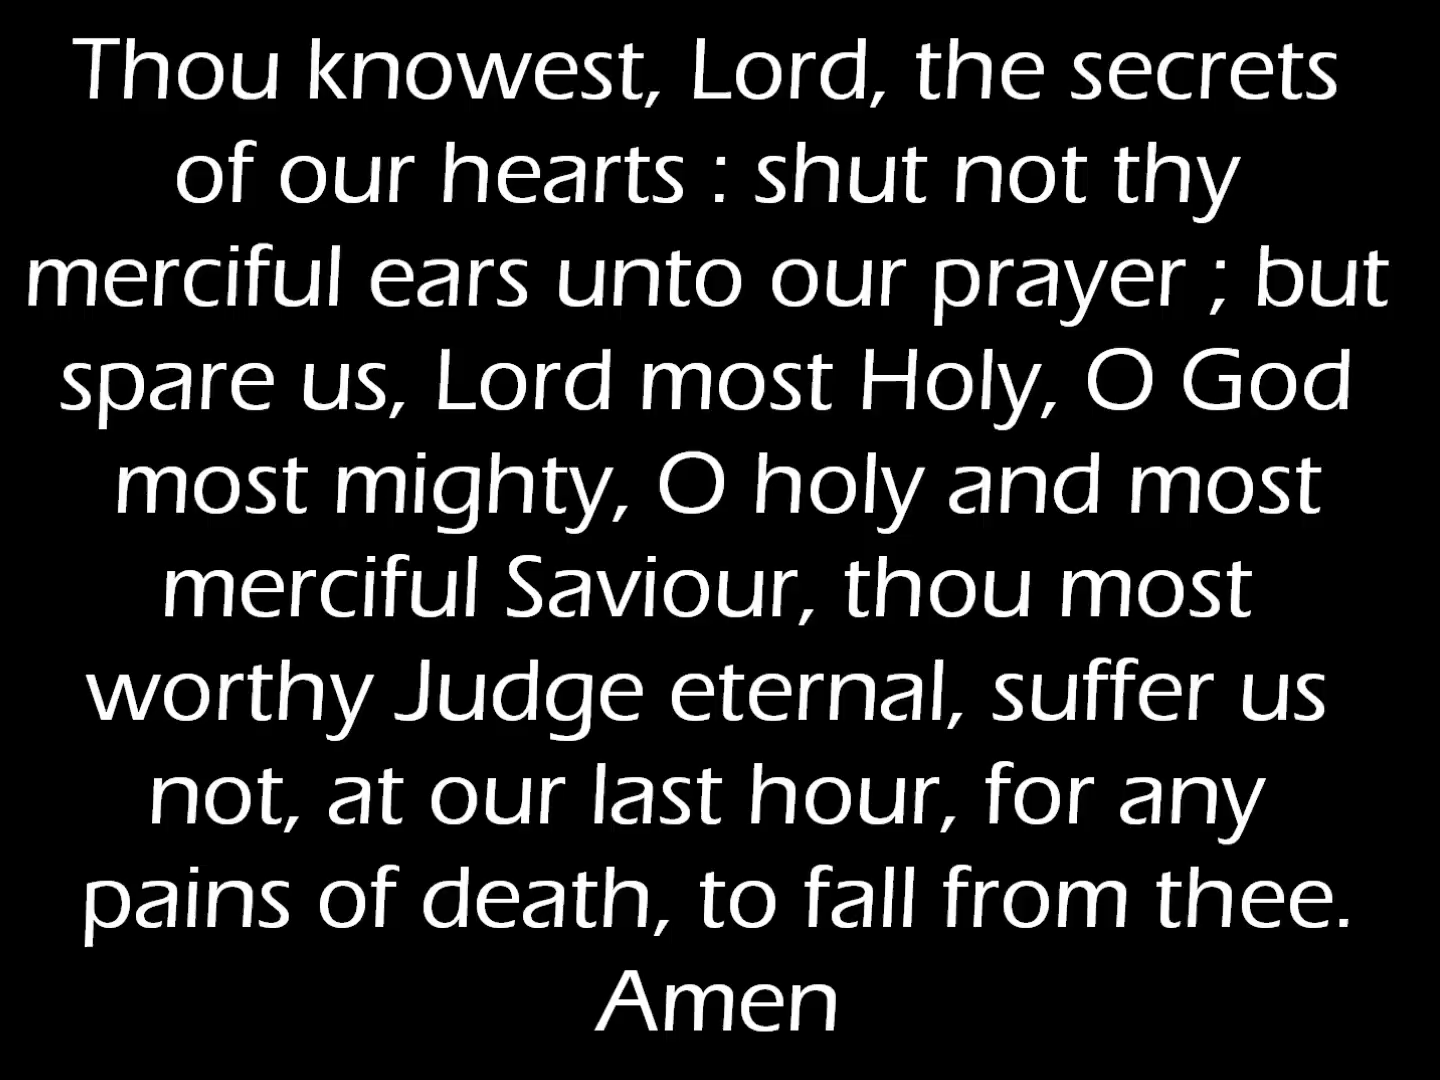 Thou knowest, Lord, the secrets
of our hearts : shut not thy
merciful ears unto our prayer ; but
spare us, Lord most Holy, O God
most mighty, O holy and most
merciful Saviour, thou most
worthy Judge eternal, suffer us
not, at our last hour, for any
pains of death, to fall from thee.
Amen